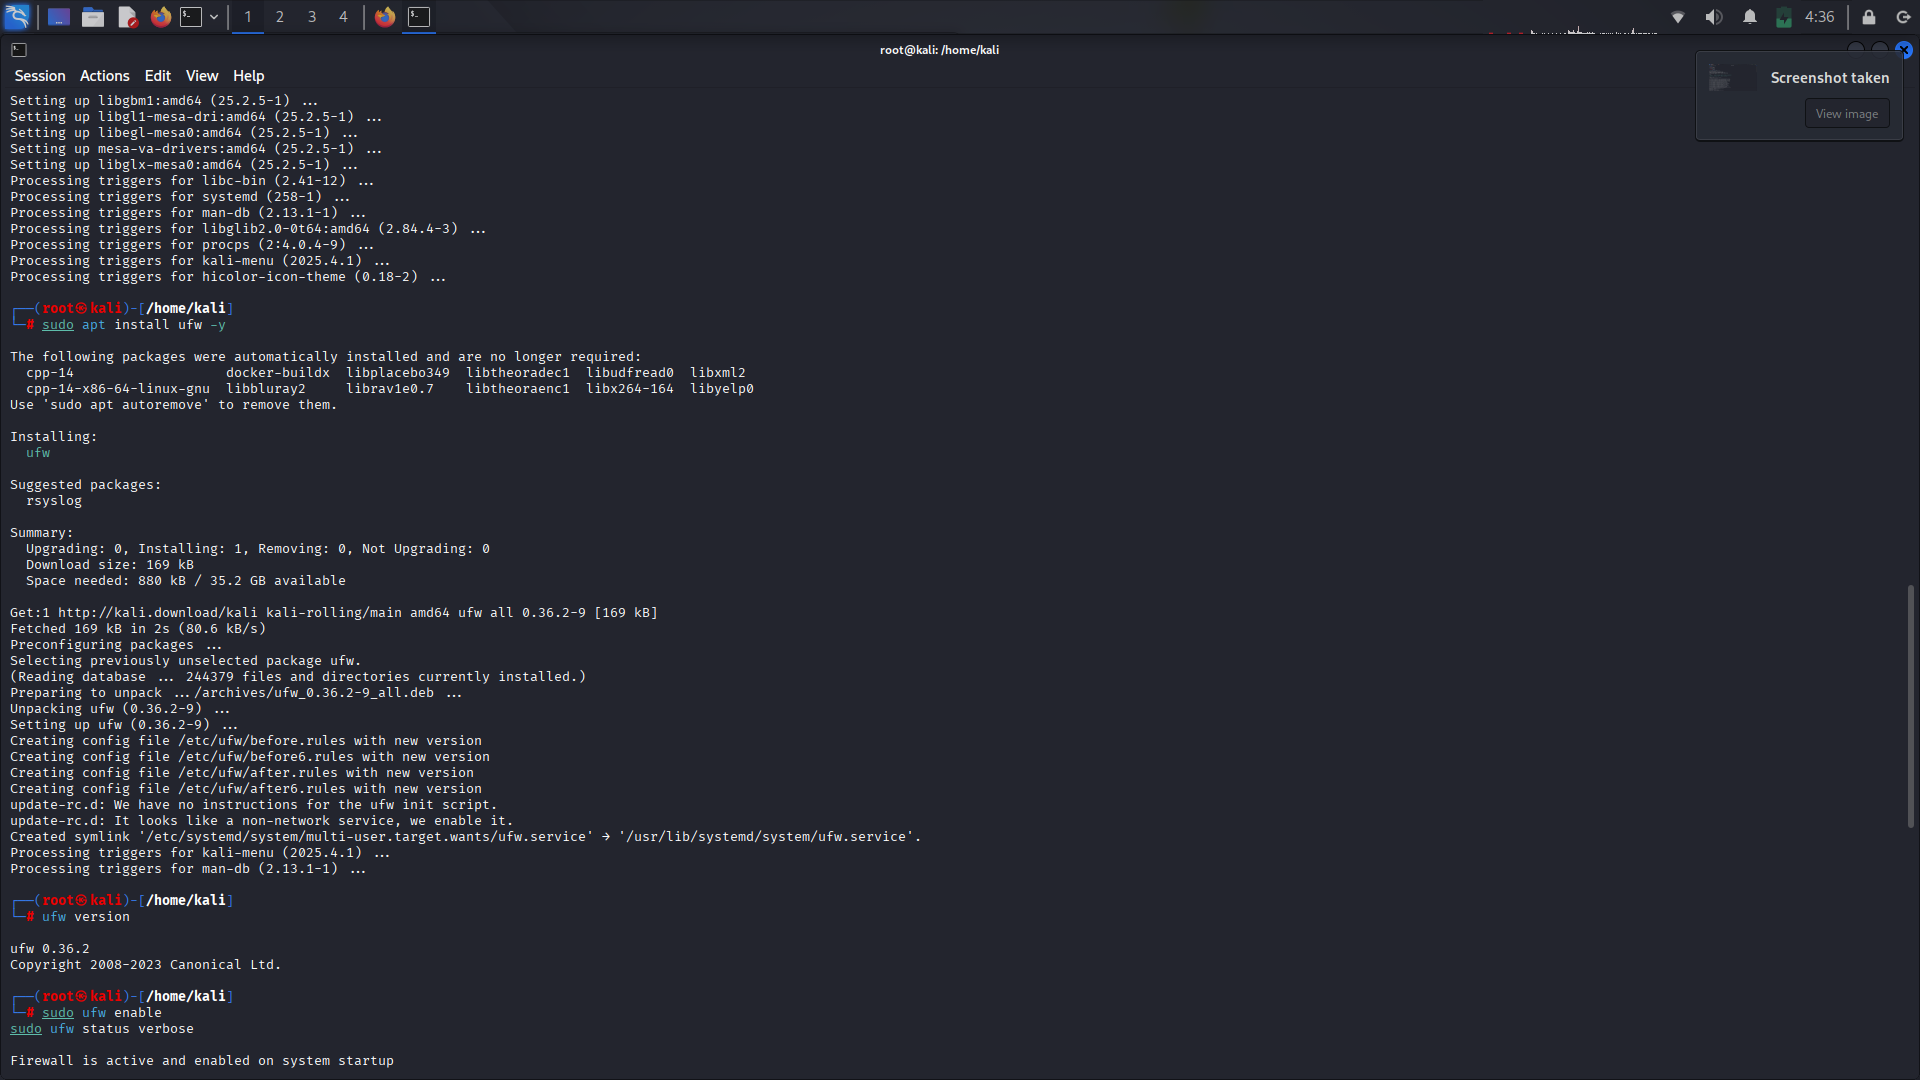 1 2 3 4 4:36
root@kali: /home/kali
Session Actions Edit View Help
Screenshot taken
View image
Setting up libgbm1:amd64 (25.2.5-1) ...
Setting up libgl1-mesa-dri:amd64 (25.2.5-1) ...
Setting up libegl-mesa0:amd64 (25.2.5-1) ...
Setting up mesa-va-drivers:amd64 (25.2.5-1) ...
Setting up libglx-mesa0:amd64 (25.2.5-1) ...
Processing triggers for libc-bin (2.41-12) ...
Processing triggers for systemd (258-1) ...
Processing triggers for man-db (2.13.1-1) ...
Processing triggers for libglib2.0-0t64:amd64 (2.84.4-3) ...
Processing triggers for procps (2:4.0.4-9) ...
Processing triggers for kali-menu (2025.4.1) ...
Processing triggers for hicolor-icon-theme (0.18-2) ...
┌──(root㉿kali)-[/home/kali]
└─# sudo apt install ufw -y
The following packages were automatically installed and are no longer required:
cpp-14 docker-buildx libplacebo349 libtheoradec1 libudfread0 libxml2
cpp-14-x86-64-linux-gnu libbluray2 librav1e0.7 libtheoraenc1 libx264-164 libyelp0
Use 'sudo apt autoremove' to remove them.
Installing:
ufw
Suggested packages:
rsyslog
Summary:
Upgrading: 0, Installing: 1, Removing: 0, Not Upgrading: 0
Download size: 169 kB
Space needed: 880 kB / 35.2 GB available
Get:1 http://kali.download/kali kali-rolling/main amd64 ufw all 0.36.2-9 [169 kB]
Fetched 169 kB in 2s (80.6 kB/s)
Preconfiguring packages ...
Selecting previously unselected package ufw.
(Reading database ... 244379 files and directories currently installed.)
Preparing to unpack .../archives/ufw_0.36.2-9_all.deb ...
Unpacking ufw (0.36.2-9) ...
Setting up ufw (0.36.2-9) ...
Creating config file /etc/ufw/before.rules with new version
Creating config file /etc/ufw/before6.rules with new version
Creating config file /etc/ufw/after.rules with new version
Creating config file /etc/ufw/after6.rules with new version
update-rc.d: We have no instructions for the ufw init script.
update-rc.d: It looks like a non-network service, we enable it.
Created symlink '/etc/systemd/system/multi-user.target.wants/ufw.service' → '/usr/lib/systemd/system/ufw.service'.
Processing triggers for kali-menu (2025.4.1) ...
Processing triggers for man-db (2.13.1-1) ...
┌──(root㉿kali)-[/home/kali]
└─# ufw version
ufw 0.36.2
Copyright 2008-2023 Canonical Ltd.
┌──(root㉿kali)-[/home/kali]
└─# sudo ufw enable
sudo ufw status verbose
Firewall is active and enabled on system startup